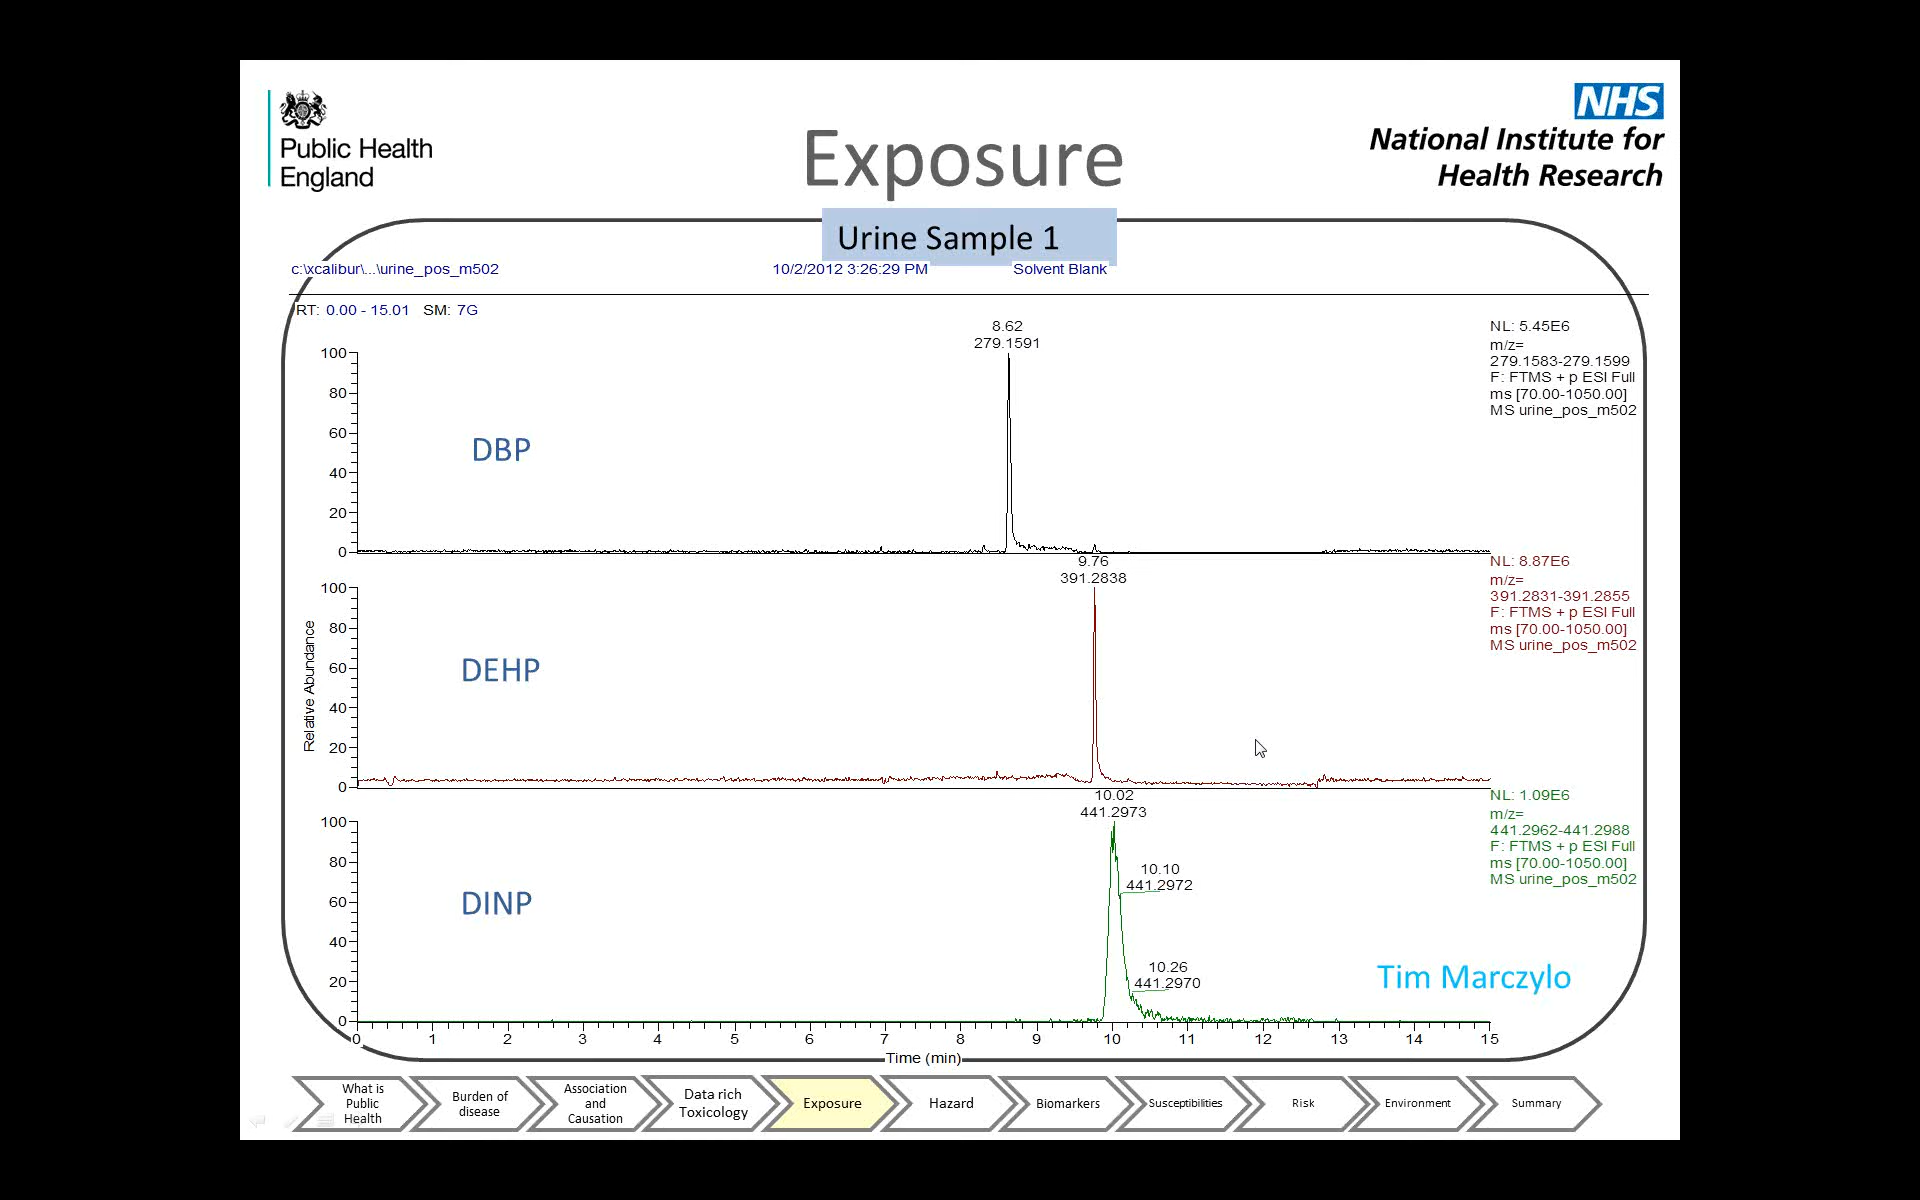 Public Health
England
NHS
National Institute for
Health Research
Exposure
Urine Sample 1
c:\xcalibur\...\urine_pos_m502 10/2/2012 3:26:29 PM Solvent Blank
RT: 0.00 - 15.01 SM: 7G
8.62
279.1591
NL: 5.45E6
m/z=
279.1583-279.1599
F: FTMS + p ESI Full
ms [70.00-1050.00]
MS urine_pos_m502
100
80
60
40
20
0
DBP
9.76
391.2838
NL: 8.87E6
m/z=
391.2831-391.2855
F: FTMS + p ESI Full
ms [70.00-1050.00]
MS urine_pos_m502
100
80
60
40
20
0
DEHP
Relative Abundance
10.02
441.2973
10.10
441.2972
10.26
441.2970
NL: 1.09E6
m/z=
441.2962-441.2988
F: FTMS + p ESI Full
ms [70.00-1050.00]
MS urine_pos_m502
100
80
60
40
20
0
DINP
Tim Marczylo
0 1 2 3 4 5 6 7 8 9 10 11 12 13 14 15
Time (min)
What is
Public
Health
Burden of
disease
Association
and
Causation
Data rich
Toxicology
Exposure
Hazard
Biomarkers
Susceptibilities
Risk
Environment
Summary